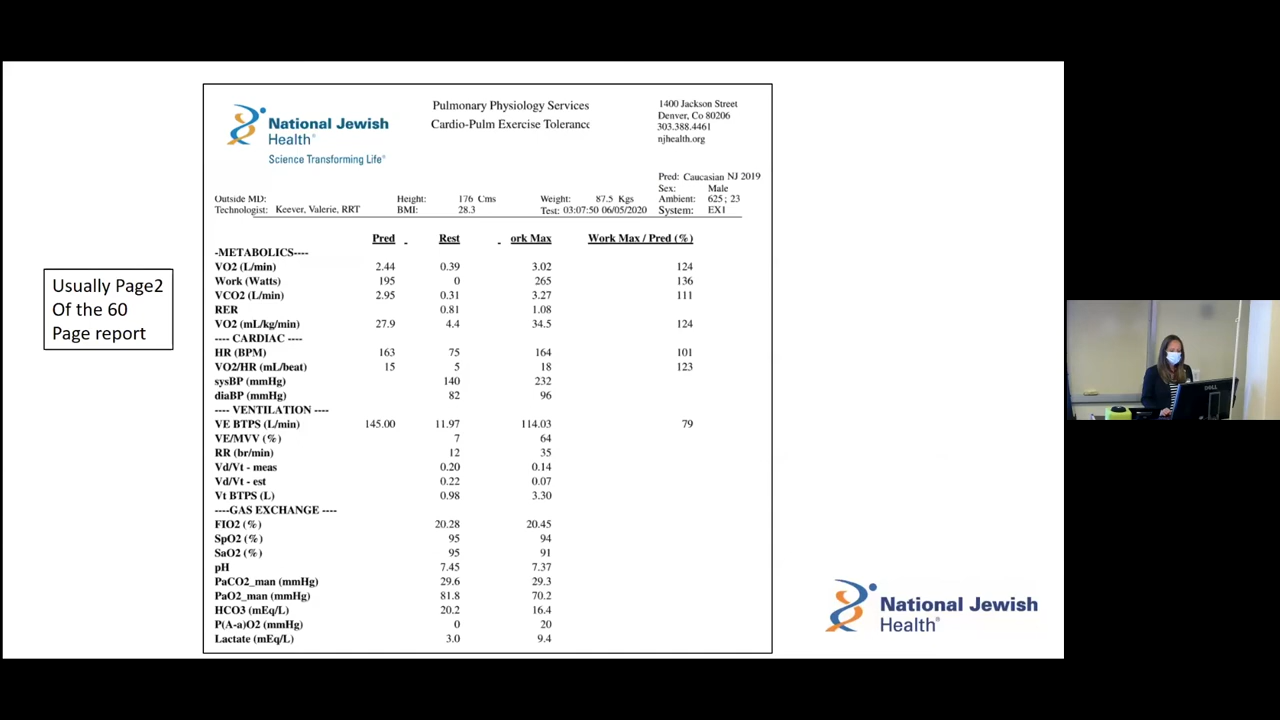 Usually Page2
Of the 60
Page report
National Jewish
Health®
Science Transforming Life®
Pulmonary Physiology Services
Cardio-Pulm Exercise Tolerance
1400 Jackson Street
Denver, Co 80206
303.388.4461
njhealth.org
Pred: Caucasian NJ 2019
Sex: Male
Outside MD: Height: 176 Cms Weight: 87.5 Kgs Ambient: 625; 23
Technologist: Keever, Valerie, RRT BMI: 28.3 Test: 03:07:50 06/05/2020 System: EX1
Pred Rest ork Max Work Max / Pred (%)
-METABOLICS----
VO2 (L/min) 2.44 0.39 3.02 124
Work (Watts) 195 0 265 136
VCO2 (L/min) 2.95 0.31 3.27 111
RER 0.81 1.08
VO2 (mL/kg/min) 27.9 4.4 34.5 124
---- CARDIAC ----
HR (BPM) 163 75 164 101
VO2/HR (mL/beat) 15 5 18 123
sysBP (mmHg) 140 232
diaBP (mmHg) 82 96
---- VENTILATION ----
VE BTPS (L/min) 145.00 11.97 114.03 79
VE/MVV (%) 7 64
RR (br/min) 12 35
Vd/Vt - meas 0.20 0.14
Vd/Vt - est 0.22 0.07
Vt BTPS (L) 0.98 3.30
----GAS EXCHANGE ----
FIO2 (%) 20.28 20.45
SpO2 (%) 95 94
SaO2 (%) 95 91
pH 7.45 7.37
PaCO2_man (mmHg) 29.6 29.3
PaO2_man (mmHg) 81.8 70.2
HCO3 (mEq/L) 20.2 16.4
P(A-a)O2 (mmHg) 0 20
Lactate (mEq/L) 3.0 9.4
National Jewish
Health®
DELL